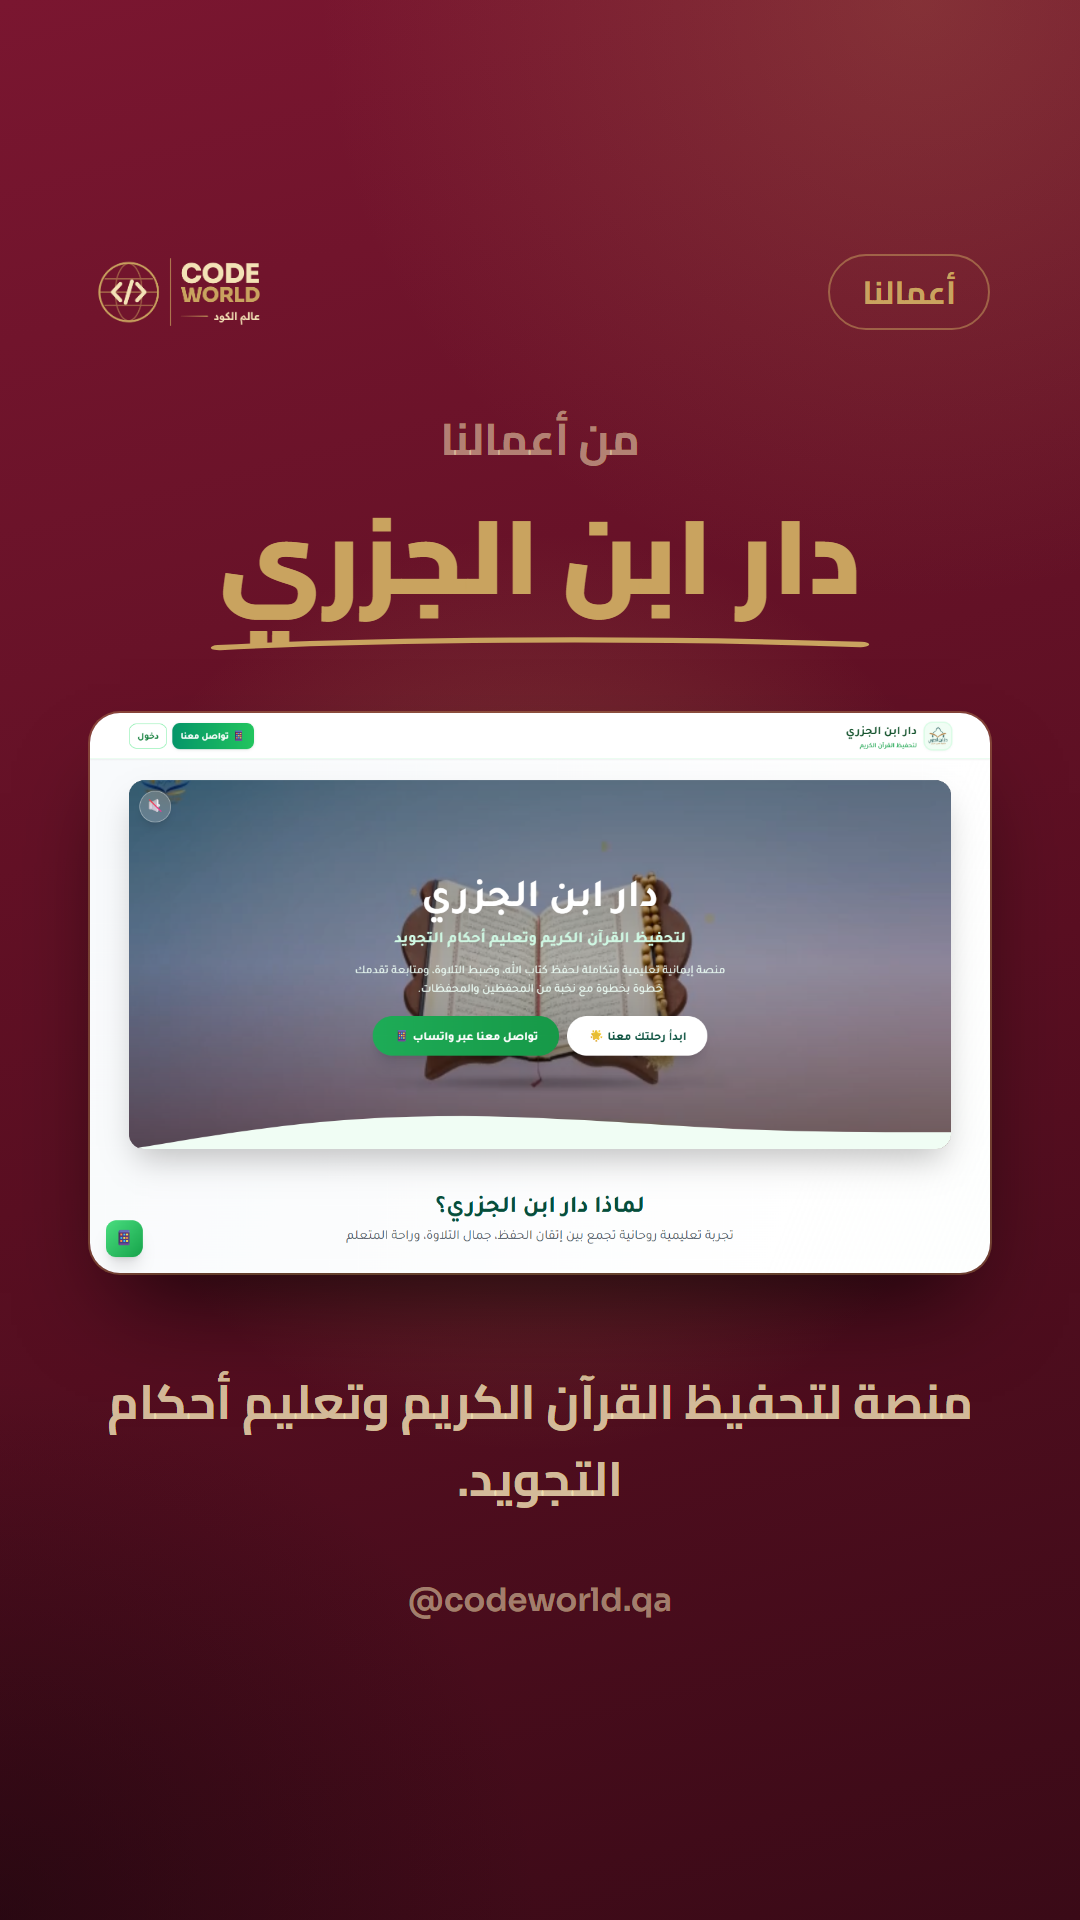 أعمالنا
CODE
WORLD
عالم الكود
من أعمالنا
دار ابن الجزري
دار ابن الجزري
لتحفيظ القرآن الكريم
تواصل معنا
دخول
دار ابن الجزري
لتحفيظ القرآن الكريم وتعليم أحكام التجويد
منصة إيمانية تعليمية متكاملة لحفظ كتاب الله، وضبط التلاوة، ومتابعة تقدمك
خطوة بخطوة مع نخبة من المحفظين والمحفظات.
ابدأ رحلتك معنا
تواصل معنا عبر واتساب
لماذا دار ابن الجزري؟
تجربة تعليمية روحانية تجمع بين إتقان الحفظ، جمال التلاوة، وراحة المتعلم
منصة لتحفيظ القرآن الكريم وتعليم أحكام
التجويد.
@codeworld.qa